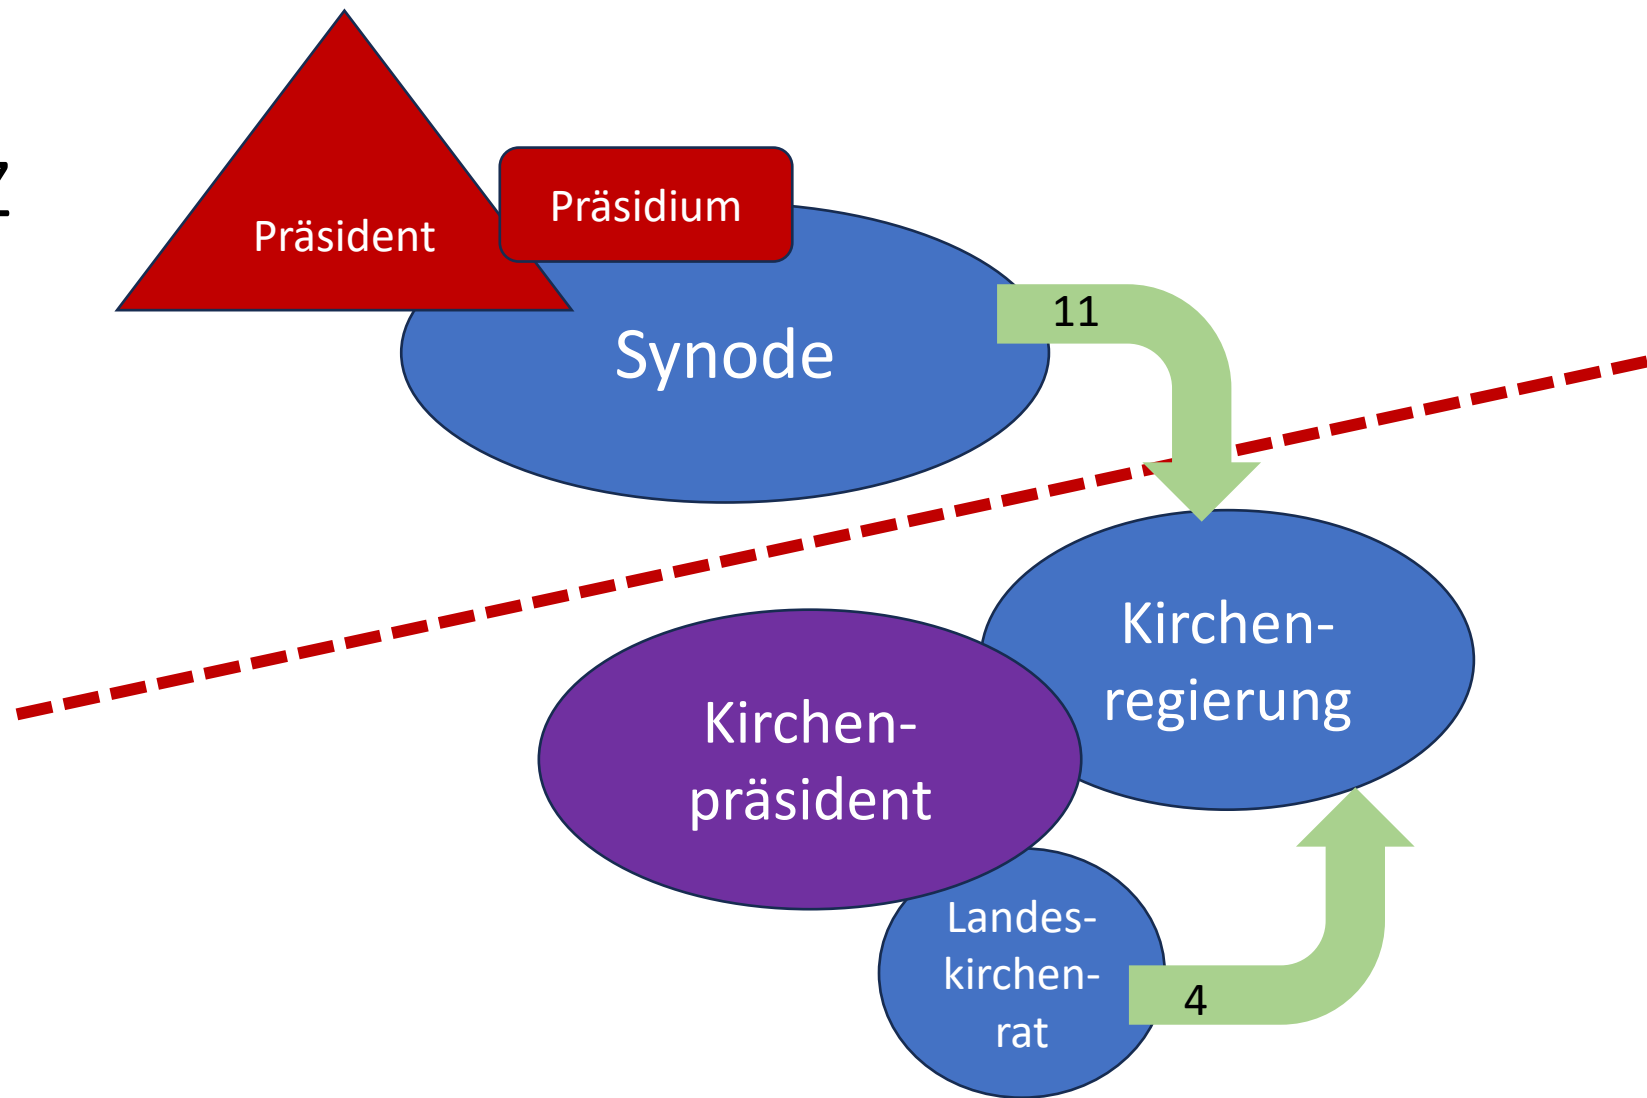 z
Präsident
Präsidium
Synode
11
Kirchen-
regierung
Kirchen-
präsident
Landes-
kirchen-
rat
4